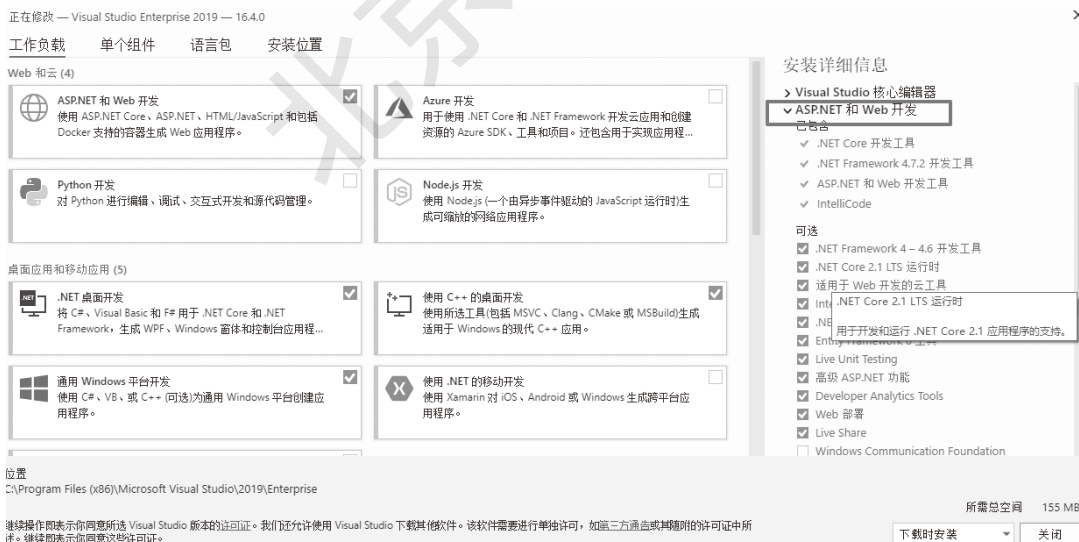 正在修改 — Visual Studio Enterprise 2019 — 16.4.0
工作负载 单个组件 语言包 安装位置
Web 和云 (4)
ASP.NET 和 Web 开发
使用 ASP.NET Core、ASP.NET、HTML/JavaScript 和包括
Docker 支持的容器生成 Web 应用程序。
Azure 开发
用于使用 .NET Core 和 .NET Framework 开发云应用和创建
资源的 Azure SDK、工具和项目。还包含用于实现应用程...
Python 开发
对 Python 进行编辑、调试、交互式开发和源代码管理。
JS
Node.js 开发
使用 Node.js (一个由异步事件驱动的 JavaScript 运行时)生
成可缩放的网络应用程序。
桌面应用和移动应用 (5)
.NET
.NET 桌面开发
将 C#、Visual Basic 和 F# 用于 .NET Core 和 .NET
Framework，生成 WPF、Windows 窗体和控制台应用程...
使用 C++ 的桌面开发
使用所选工具(包括 MSVC、Clang、CMake 或 MSBuild)生成
适用于 Windows 的现代 C++ 应用。
通用 Windows 平台开发
使用 C#、VB、或 C++ (可选)为通用 Windows 平台创建应
用程序。
使用 .NET 的移动开发
使用 Xamarin 对 iOS、Android 或 Windows 生成跨平台应
用程序。
安装详细信息
Visual Studio 核心编辑器
ASP.NET 和 Web 开发
已包含
.NET Core 开发工具
.NET Framework 4.7.2 开发工具
ASP.NET 和 Web 开发工具
IntelliCode
可选
.NET Framework 4 – 4.6 开发工具
.NET Core 2.1 LTS 运行时
适用于 Web 开发的云工具
.NET Core 2.1 LTS 运行时
用于开发和运行 .NET Core 2.1 应用程序的支持。
Entity Framework 6 工具
Live Unit Testing
高级 ASP.NET 功能
Developer Analytics Tools
Web 部署
Live Share
Windows Communication Foundation
位置
C:\Program Files (x86)\Microsoft Visual Studio\2019\Enterprise
所需总空间 155 MB
继续操作即表示你同意所选 Visual Studio 版本的许可证。我们还允许使用 Visual Studio 下载其他软件。该软件需要进行单独许可，如第三方通告或其随附的许可证中所
述。继续即表示你同意这些许可证。
下载时安装 关闭
北京